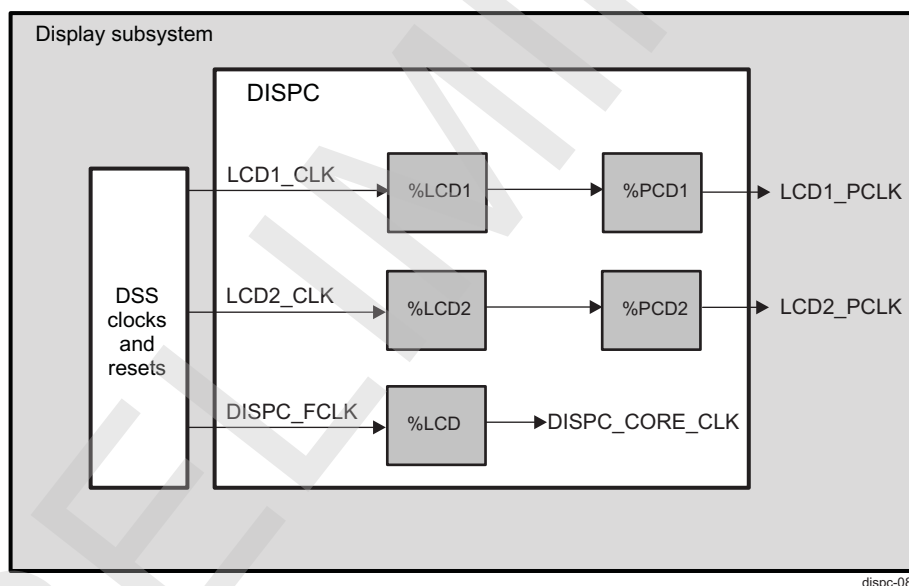 Display subsystem
DISPC
LCD1_CLK
%LCD1
%PCD1
LCD1_PCLK
DSS
clocks
and
resets
LCD2_CLK
%LCD2
%PCD2
LCD2_PCLK
DISPC_FCLK
%LCD
DISPC_CORE_CLK